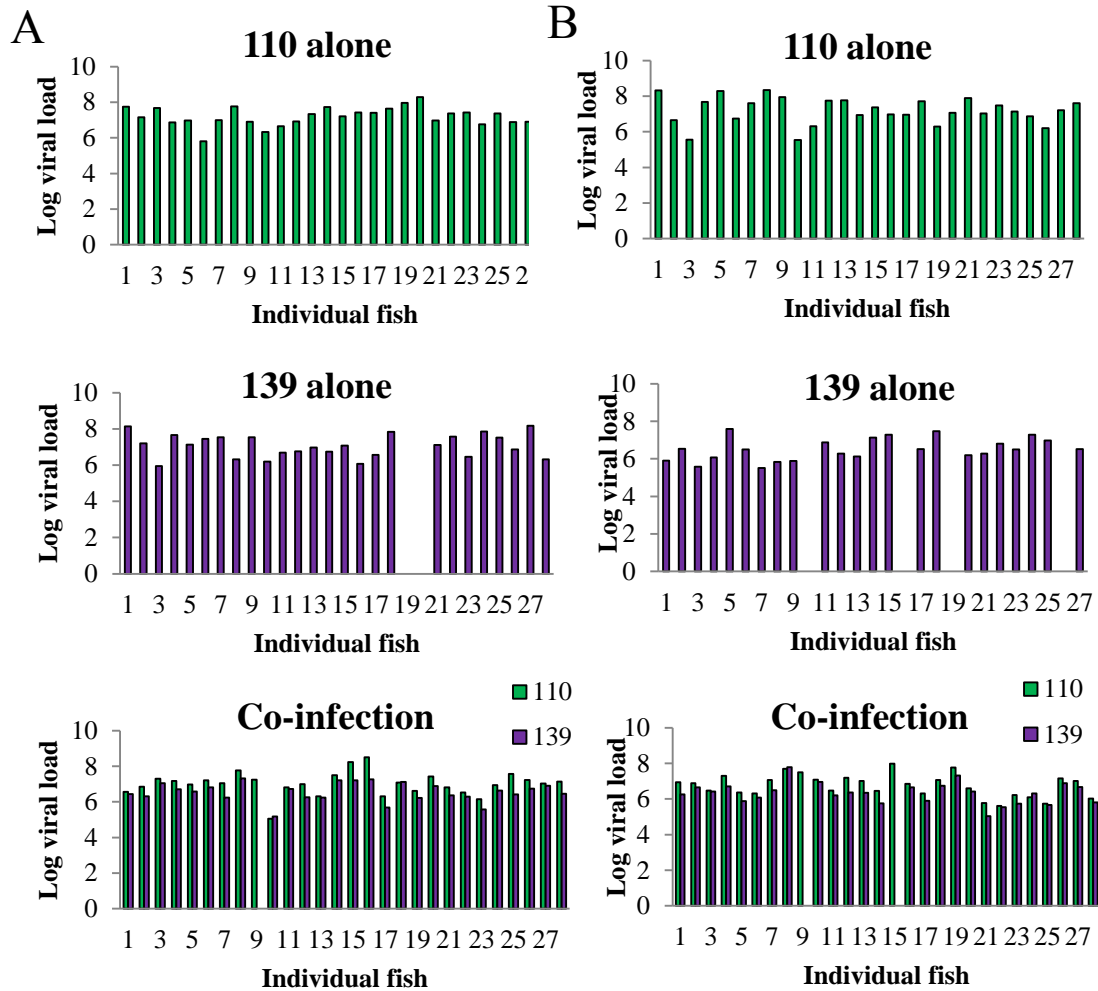 A
110 alone
Log viral load
10
8
6
4
2
0
1 3 5 7 9 11 13 15 17 19 21 23 25 2
Individual fish
139 alone
Log viral load
10
8
6
4
2
0
1 3 5 7 9 11 13 15 17 19 21 23 25 27
Individual fish
110
139
Co-infection
Log viral load
10
8
6
4
2
0
1 3 5 7 9 11 13 15 17 19 21 23 25 27
Individual fish
B
110 alone
Log viral load
10
8
6
4
2
0
1 3 5 7 9 11 13 15 17 19 21 23 25 27
Individual fish
139 alone
Log viral load
10
8
6
4
2
0
1 3 5 7 9 11 13 15 17 19 21 23 25 27
Individual fish
110
139
Co-infection
Log viral load
10
8
6
4
2
0
1 3 5 7 9 11 13 15 17 19 21 23 25 27
Individual fish